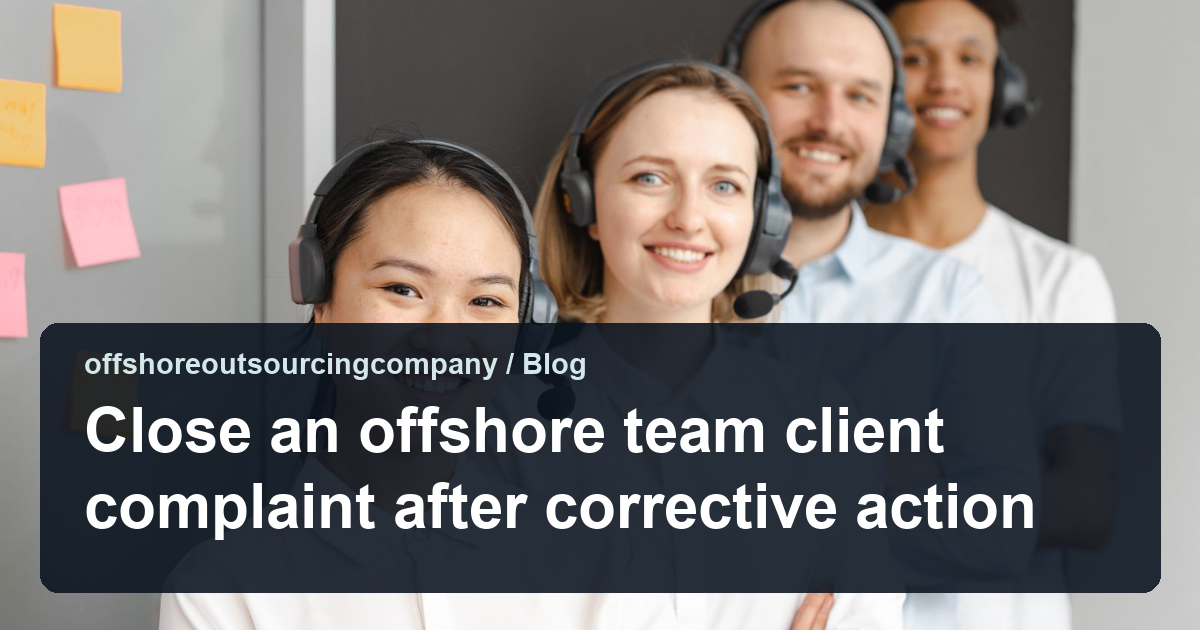 offshoreoutsourcingcompany / Blog
Close an offshore team client
complaint after corrective action